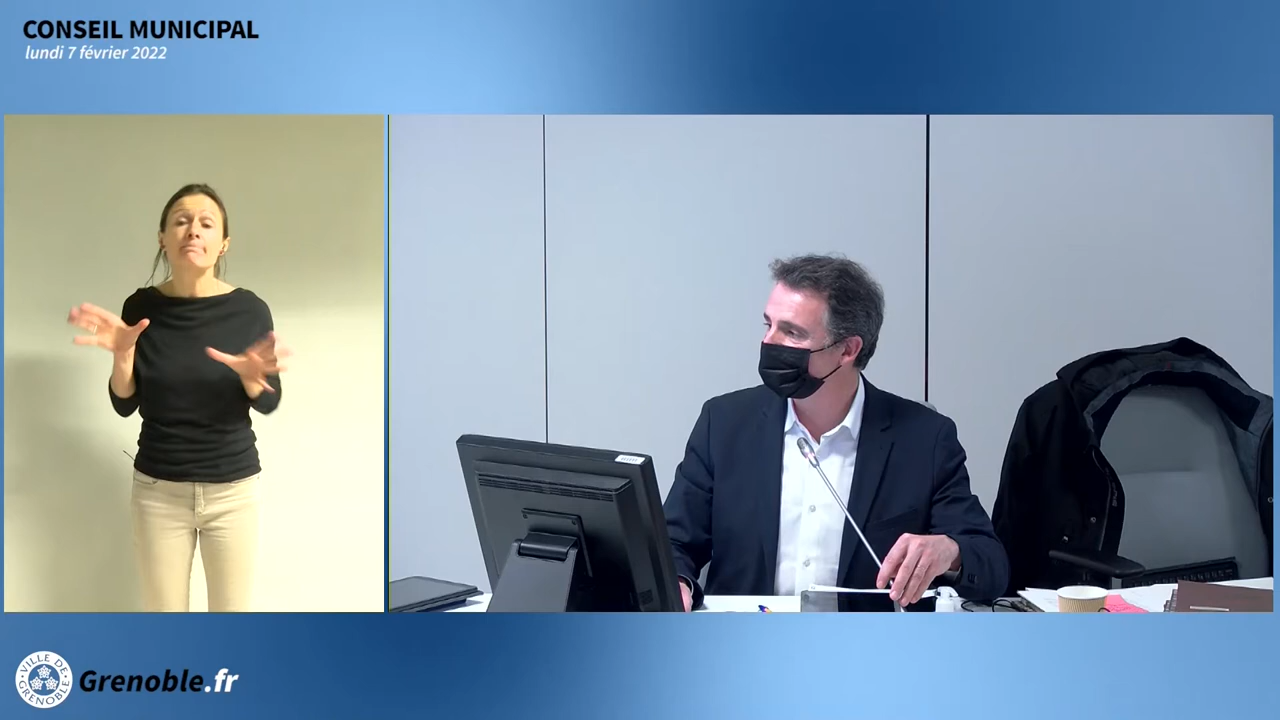 CONSEIL MUNICIPAL
lundi 7 février 2022
VILLE DE
GRENOBLE
Grenoble.fr